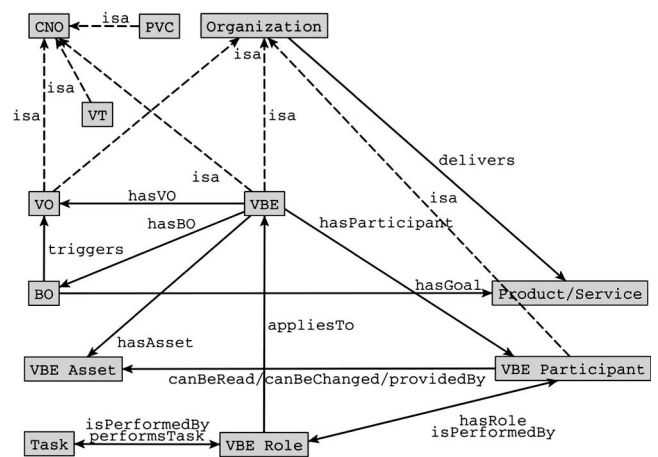 CNO
isa
PVC
Organization
isa
isa
VT
isa
isa
delivers
isa
isa
VO
hasVO
VBE
hasParticipant
hasBO
triggers
BO
hasGoal
Product/Service
appliesTo
hasAsset
VBE Asset
canBeRead/canBeChanged/providedBy
VBE Participant
isPerformedBy
performsTask
hasRole
isPerformedBy
Task
VBE Role